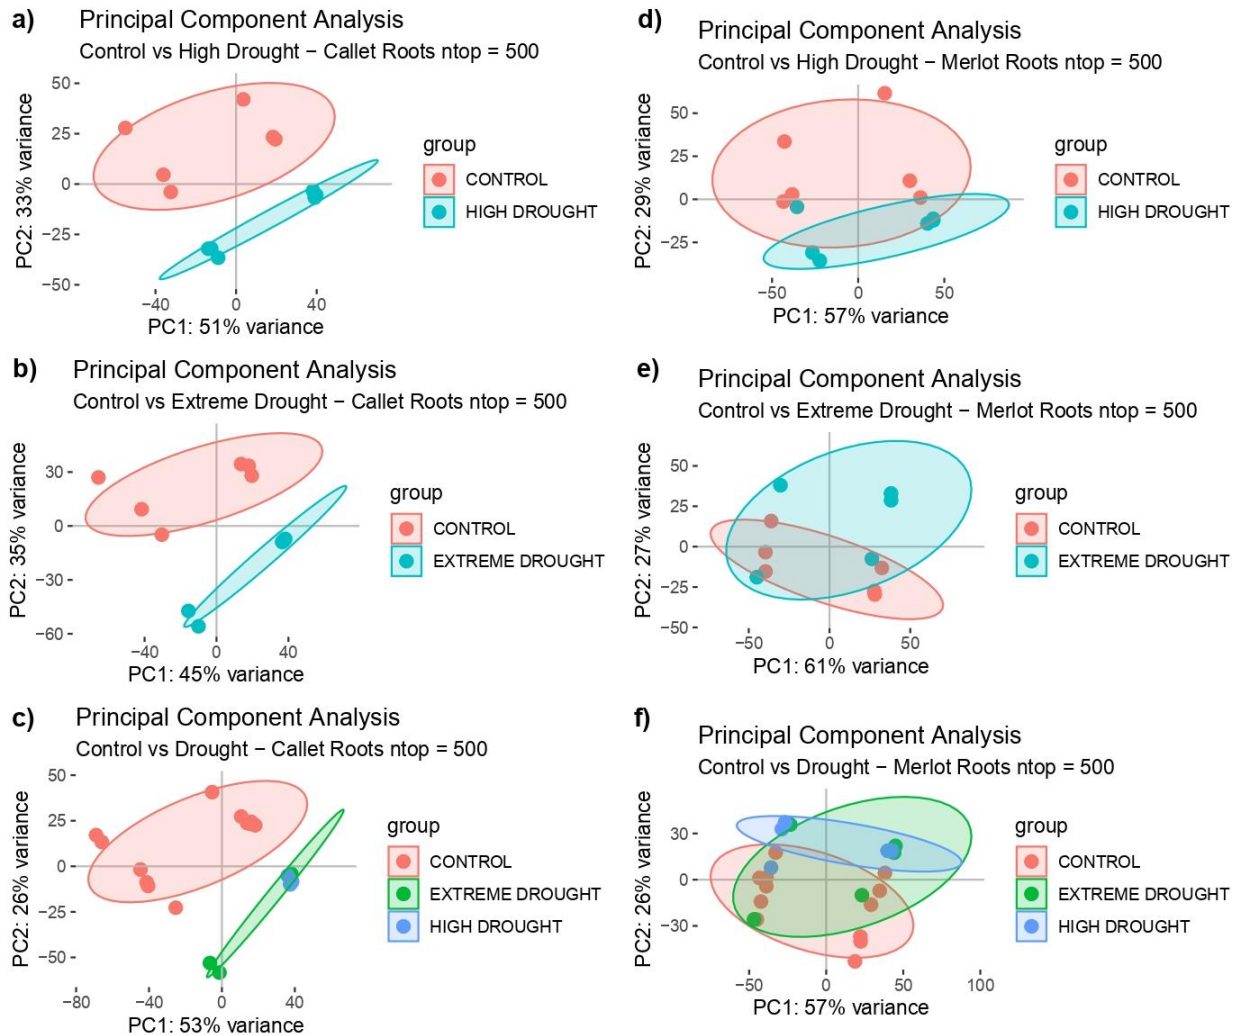 a)
Principal Component Analysis
Control vs High Drought − Callet Roots ntop = 500
PC2: 33% variance
50
25
0
−25
−50
−40
0
40
PC1: 51% variance
group
CONTROL
HIGH DROUGHT
d)
Principal Component Analysis
Control vs High Drought − Merlot Roots ntop = 500
PC2: 29% variance
50
25
0
−25
−50
0
50
PC1: 57% variance
group
CONTROL
HIGH DROUGHT
b)
Principal Component Analysis
Control vs Extreme Drought − Callet Roots ntop = 500
PC2: 35% variance
30
0
−30
−60
−40
0
40
PC1: 45% variance
group
CONTROL
EXTREME DROUGHT
e)
Principal Component Analysis
Control vs Extreme Drought − Merlot Roots ntop = 500
PC2: 27% variance
50
25
0
−25
−50
−50
0
50
PC1: 61% variance
group
CONTROL
EXTREME DROUGHT
c)
Principal Component Analysis
Control vs Drought − Callet Roots ntop = 500
PC2: 26% variance
50
25
0
−25
−50
−80
−40
0
40
PC1: 53% variance
group
CONTROL
EXTREME DROUGHT
HIGH DROUGHT
f)
Principal Component Analysis
Control vs Drought − Merlot Roots ntop = 500
PC2: 26% variance
30
0
−30
−50
0
50
100
PC1: 57% variance
group
CONTROL
EXTREME DROUGHT
HIGH DROUGHT